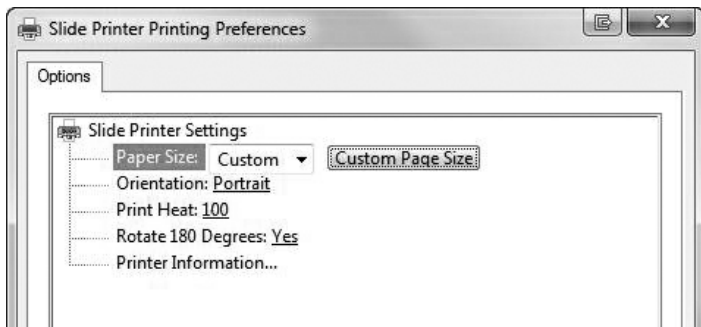 Slide Printer Printing Preferences
Options
Slide Printer Settings
Paper Size: Custom Custom Page Size
Orientation: Portrait
Print Heat: 100
Rotate 180 Degrees: Yes
Printer Information...